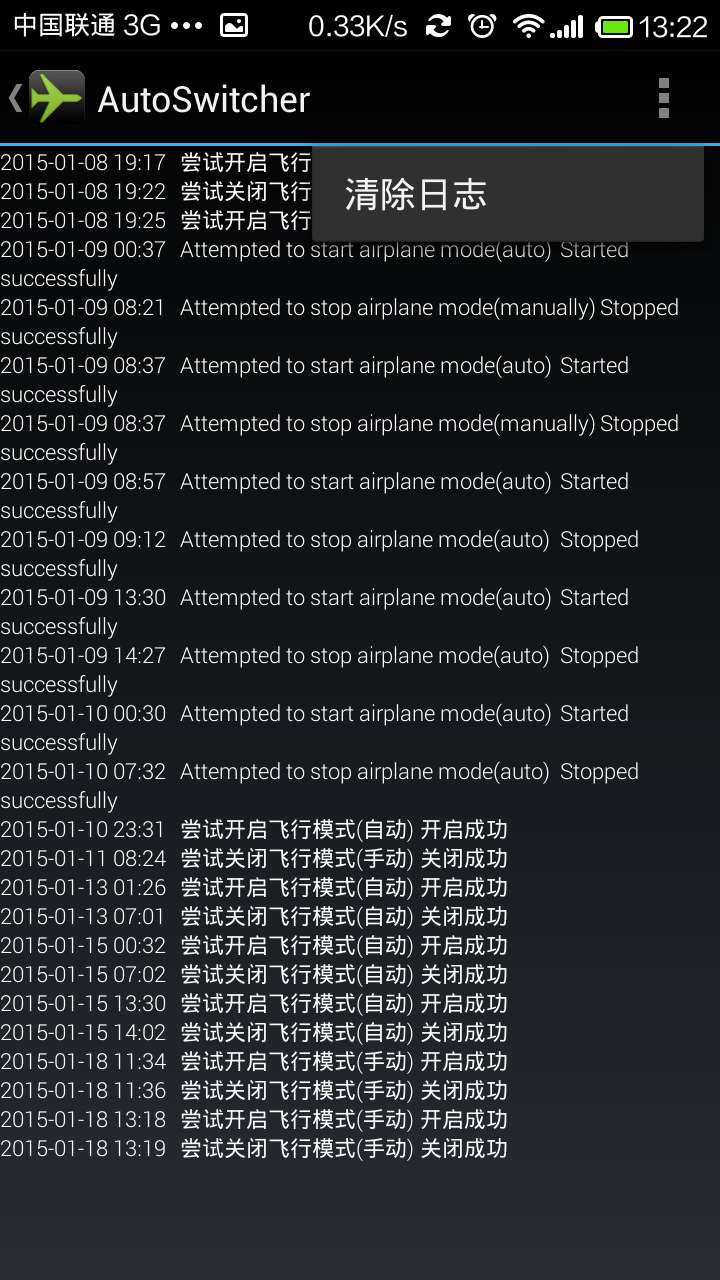 中国联通 3G ••• 0.33K/s 13:22
AutoSwitcher
清除日志
2015-01-08 19:17 尝试开启飞行
2015-01-08 19:22 尝试关闭飞行
2015-01-08 19:25 尝试开启飞行
2015-01-09 00:37 Attempted to start airplane mode(auto) Started
successfully
2015-01-09 08:21 Attempted to stop airplane mode(manually) Stopped
successfully
2015-01-09 08:37 Attempted to start airplane mode(auto) Started
successfully
2015-01-09 08:37 Attempted to stop airplane mode(manually) Stopped
successfully
2015-01-09 08:57 Attempted to start airplane mode(auto) Started
successfully
2015-01-09 09:12 Attempted to stop airplane mode(auto) Stopped
successfully
2015-01-09 13:30 Attempted to start airplane mode(auto) Started
successfully
2015-01-09 14:27 Attempted to stop airplane mode(auto) Stopped
successfully
2015-01-10 00:30 Attempted to start airplane mode(auto) Started
successfully
2015-01-10 07:32 Attempted to stop airplane mode(auto) Stopped
successfully
2015-01-10 23:31 尝试开启飞行模式(自动) 开启成功
2015-01-11 08:24 尝试关闭飞行模式(手动) 关闭成功
2015-01-13 01:26 尝试开启飞行模式(自动) 开启成功
2015-01-13 07:01 尝试关闭飞行模式(自动) 关闭成功
2015-01-15 00:32 尝试开启飞行模式(自动) 开启成功
2015-01-15 07:02 尝试关闭飞行模式(自动) 关闭成功
2015-01-15 13:30 尝试开启飞行模式(自动) 开启成功
2015-01-15 14:02 尝试关闭飞行模式(自动) 关闭成功
2015-01-18 11:34 尝试开启飞行模式(手动) 开启成功
2015-01-18 11:36 尝试关闭飞行模式(手动) 关闭成功
2015-01-18 13:18 尝试开启飞行模式(手动) 开启成功
2015-01-18 13:19 尝试关闭飞行模式(手动) 关闭成功